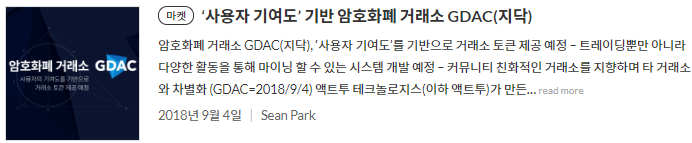 암호화폐 거래소 GDAC
사용자의 기여도를 기반으로
거래소 토큰 제공 예정
마켓 ‘사용자 기여도’ 기반 암호화폐 거래소 GDAC(지닥)
암호화폐 거래소 GDAC(지닥), ‘사용자 기여도’를 기반으로 거래소 토큰 제공 예정 – 트레이딩뿐만 아니라
다양한 활동을 통해 마이닝 할 수 있는 시스템 개발 예정 – 커뮤니티 친화적인 거래소를 지향하며 타 거래소
와 차별화 (GDAC=2018/9/4) 액트투 테크놀로지스(이하 액트투)가 만든... read more
2018년 9월 4일 | Sean Park